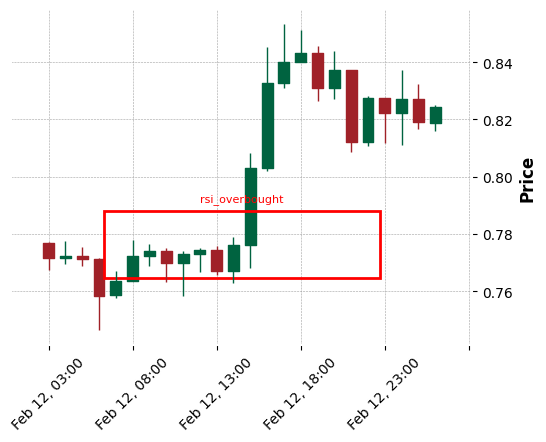 0.84
0.82
0.80
0.78
0.76
Price
rsi_overbought
Feb 12, 03:00
Feb 12, 08:00
Feb 12, 13:00
Feb 12, 18:00
Feb 12, 23:00